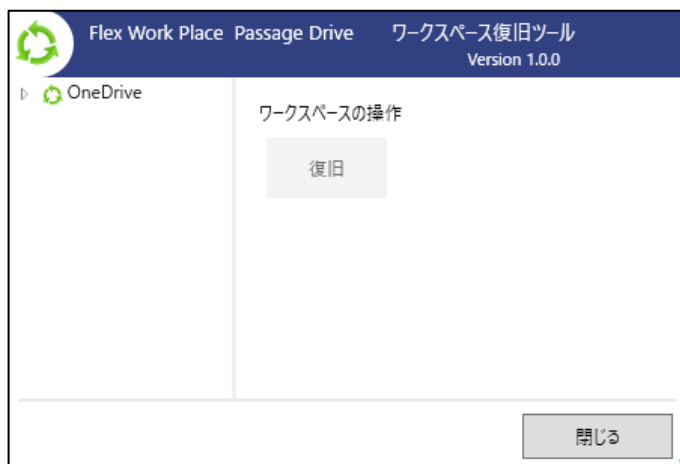 Flex Work Place Passage Drive ワークスペース復旧ツール
Version 1.0.0
OneDrive
ワークスペースの操作
復旧
閉じる